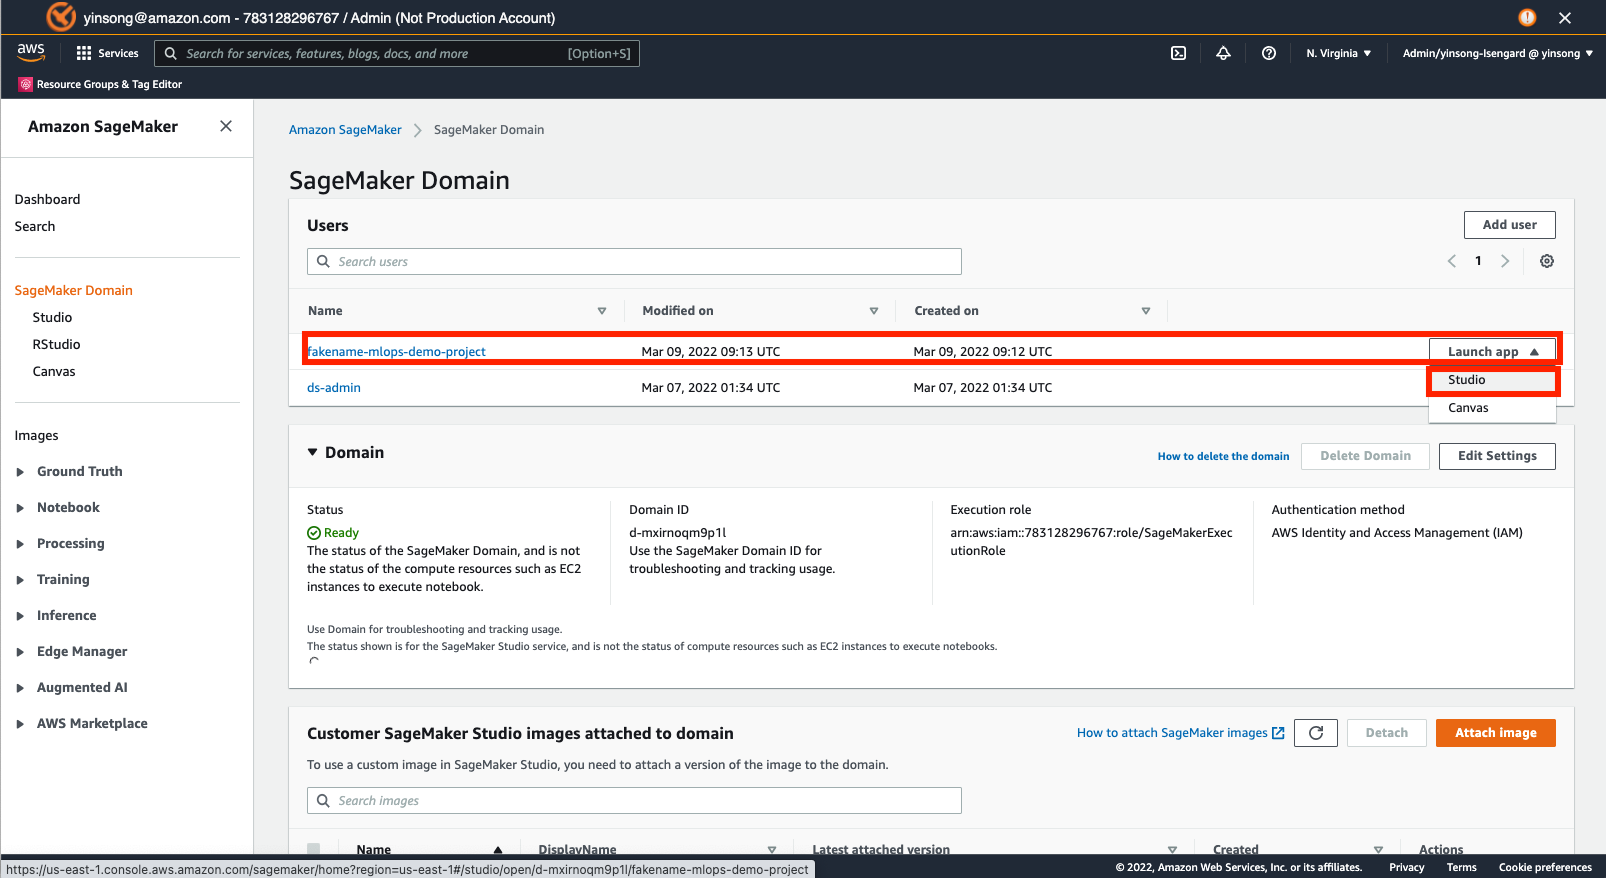 yinsong@amazon.com - 783128296767 / Admin (Not Production Account)
aws Services Search for services, features, blogs, docs, and more [Option+S] N. Virginia ▼ Admin/yinsong-Isengard @ yinsong ▼
Resource Groups & Tag Editor
Amazon SageMaker
Dashboard
Search
SageMaker Domain
Studio
RStudio
Canvas
Images
Ground Truth
Notebook
Processing
Training
Inference
Edge Manager
Augmented AI
AWS Marketplace
Amazon SageMaker > SageMaker Domain
SageMaker Domain
Users
Add user
Search users
1
Name Modified on Created on
fakename-mlops-demo-project Mar 09, 2022 09:13 UTC Mar 09, 2022 09:12 UTC Launch app ▲
Studio
ds-admin Mar 07, 2022 01:34 UTC Mar 07, 2022 01:34 UTC
Canvas
Domain
How to delete the domain Delete Domain Edit Settings
Status
Ready
The status of the SageMaker Domain, and is not
the status of the compute resources such as EC2
instances to execute notebook.
Domain ID
d-mxirnoqm9p1l
Use the SageMaker Domain ID for
troubleshooting and tracking usage.
Execution role
arn:aws:iam::783128296767:role/SageMakerExec
utionRole
Authentication method
AWS Identity and Access Management (IAM)
Use Domain for troubleshooting and tracking usage.
The status shown is for the SageMaker Studio service, and is not the status of compute resources such as EC2 instances to execute notebooks.
Customer SageMaker Studio images attached to domain
How to attach SageMaker images Detach Attach image
To use a custom image in SageMaker Studio, you need to attach a version of the image to the domain.
Search images
Name DisplayName Latest attached version Created Actions
https://us-east-1.console.aws.amazon.com/sagemaker/home?region=us-east-1#/studio/open/d-mxirnoqm9p1l/fakename-mlops-demo-project
© 2022, Amazon Web Services, Inc. or its affiliates. Privacy Terms Cookie preferences